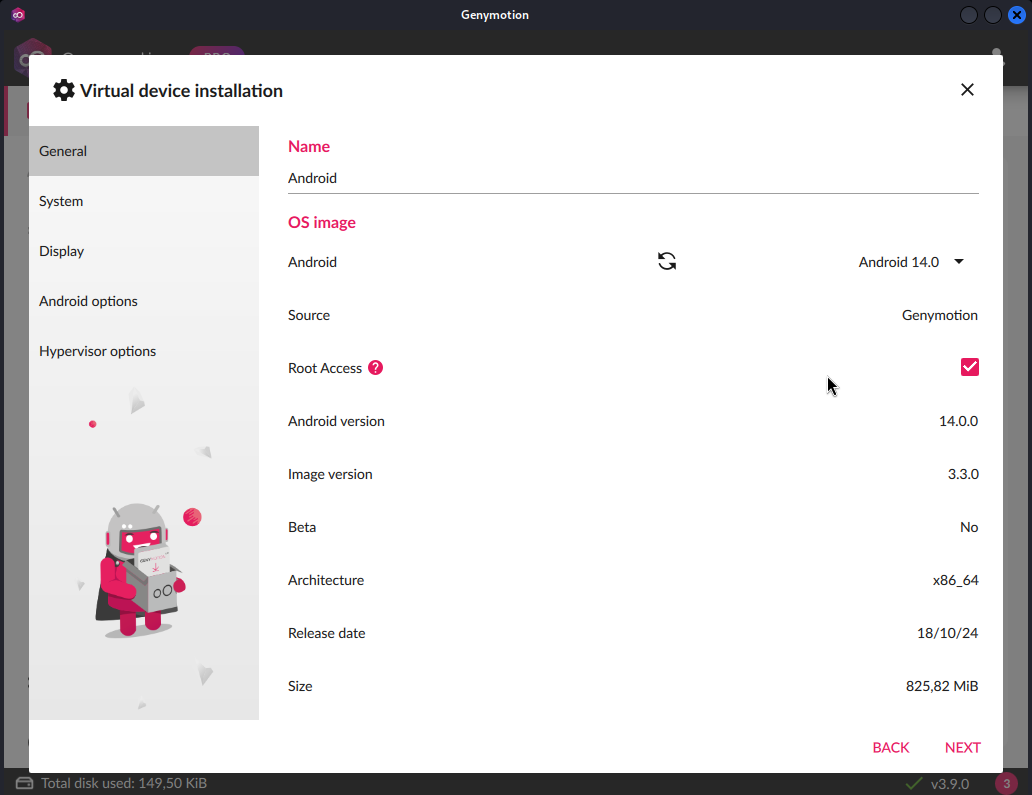 Genymotion
Virtual device installation
General
System
Display
Android options
Hypervisor options
Name
Android
OS image
Android
Android 14.0
Source
Genymotion
Root Access ?
Android version
14.0.0
Image version
3.3.0
Beta
No
Architecture
x86_64
Release date
18/10/24
Size
825,82 MiB
BACK
NEXT
Total disk used: 149,50 KiB
v3.9.0
3